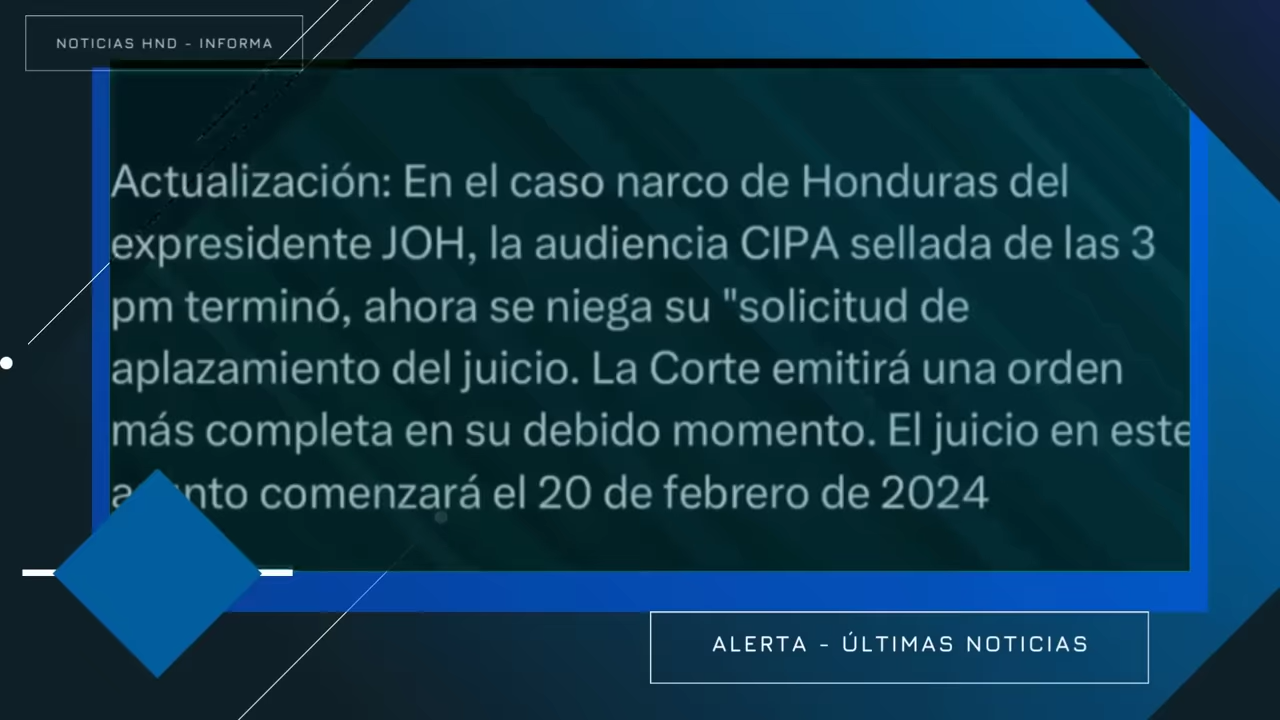 NOTICIAS HND - INFORMA
Actualización: En el caso narco de Honduras del
expresidente JOH, la audiencia CIPA sellada de las 3
pm terminó, ahora se niega su "solicitud de
aplazamiento del juicio. La Corte emitirá una orden
más completa en su debido momento. El juicio en este
comenzará el 20 de febrero de 2024
ALERTA - ÚLTIMAS NOTICIAS